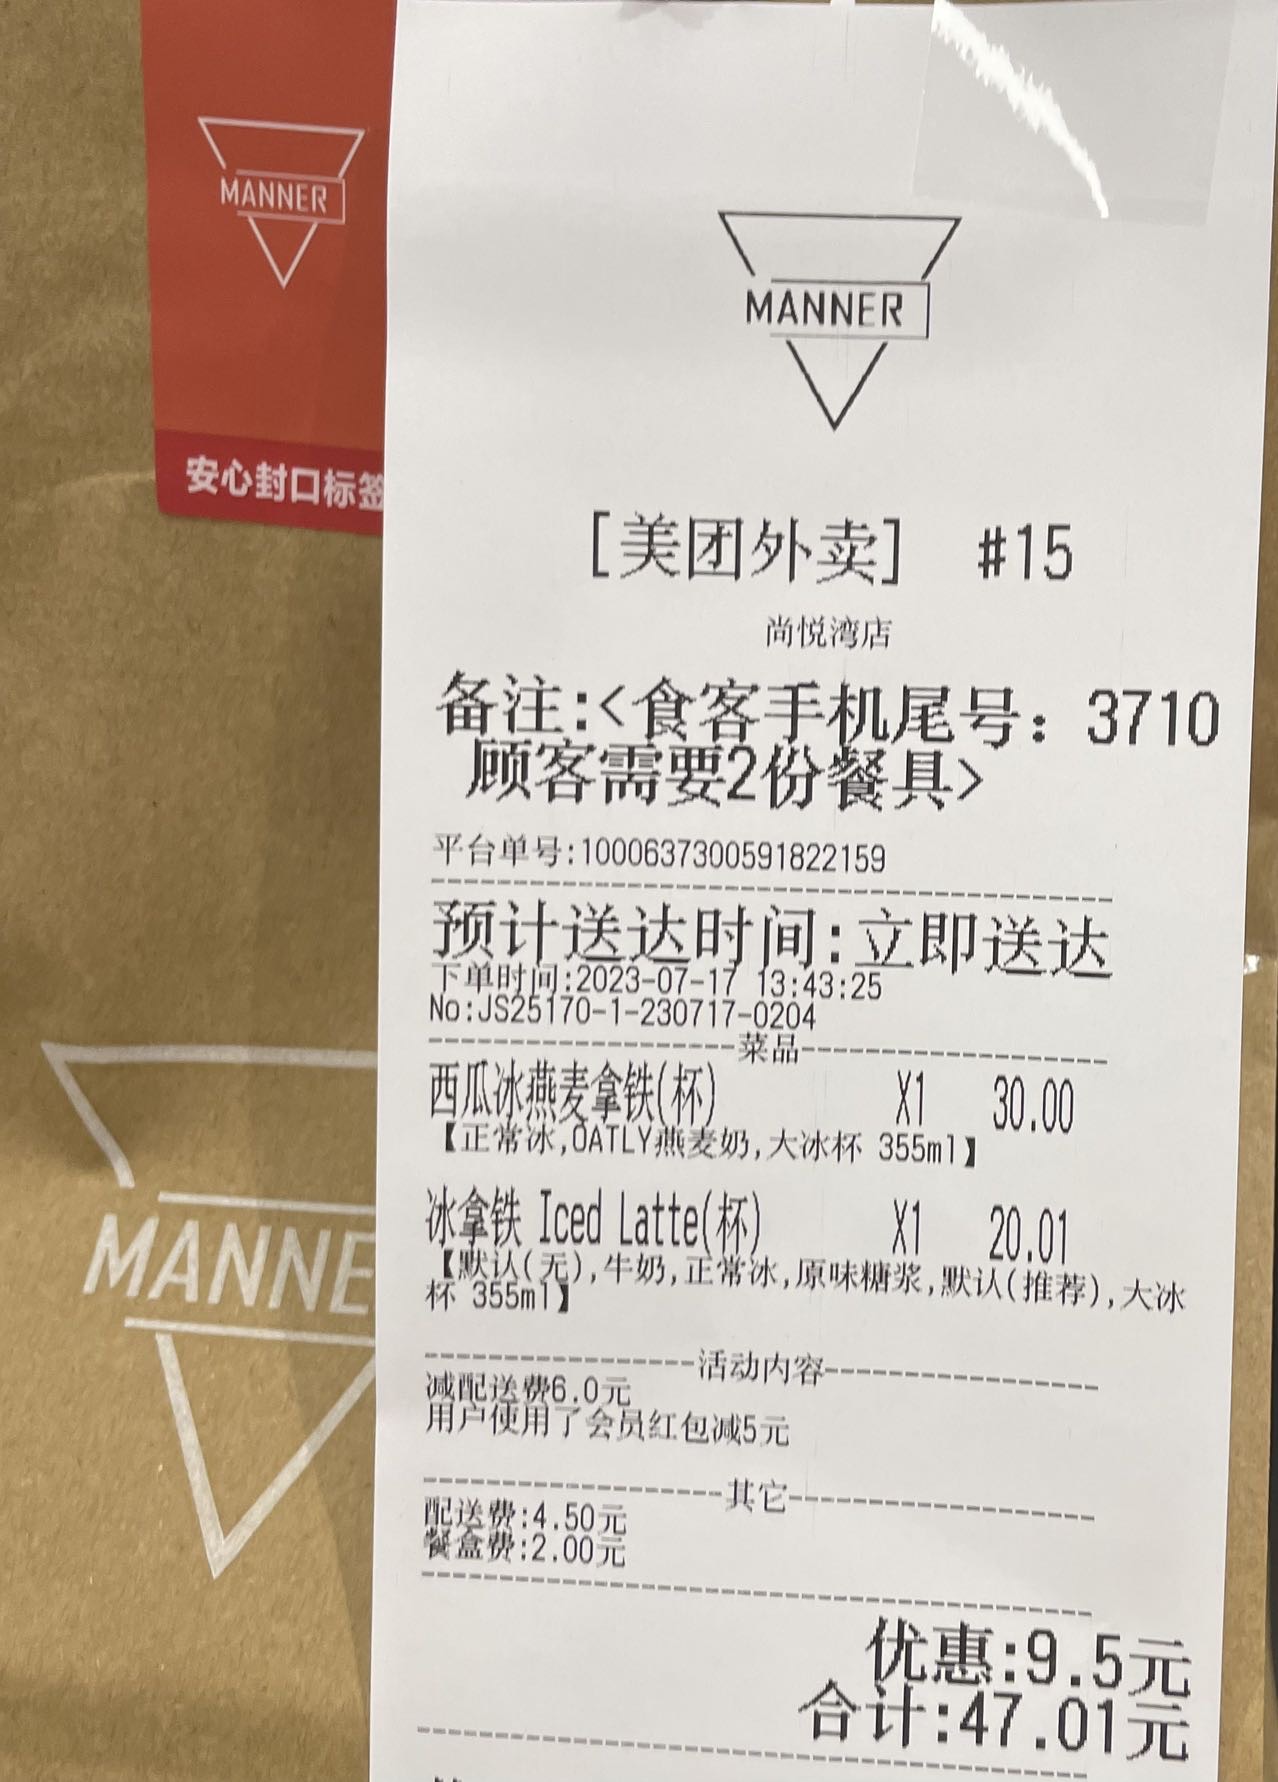 MANNER
安心封口标签
MANNE
MANNER
[美团外卖] #15
尚悦湾店
备注:<食客手机尾号: 3710
顾客需要2份餐具>
平台单号:1000637300591822159
预计送达时间:立即送达
下单时间:2023-07-17 13:43:25
No:JS25170-1-230717-0204
菜品
西瓜冰燕麦拿铁(杯) X1 30.00
【正常冰,OATLY燕麦奶,大冰杯 355ml】
冰拿铁 Iced Latte(杯) X1 20.01
【默认(无),牛奶,正常冰,原味糖浆,默认(推荐),大冰
杯 355ml】
活动内容
减配送费6.0元
用户使用了会员红包减5元
其它
配送费:4.50元
餐盒费:2.00元
优惠:9.5元
合计:47.01元